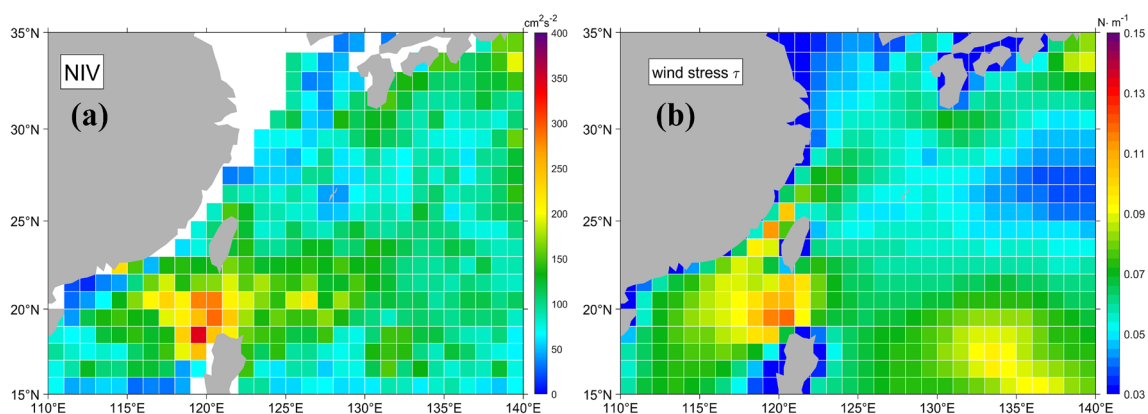 35°N
30°N
25°N
20°N
15°N
110°E
115°E
120°E
125°E
130°E
135°E
140°E
NIV
(a)
cm²s⁻²
400
350
300
250
200
150
100
50
0
35°N
30°N
25°N
20°N
15°N
110°E
115°E
120°E
125°E
130°E
135°E
140°E
wind stress τ
(b)
N· m⁻¹
0.15
0.13
0.11
0.09
0.07
0.05
0.02